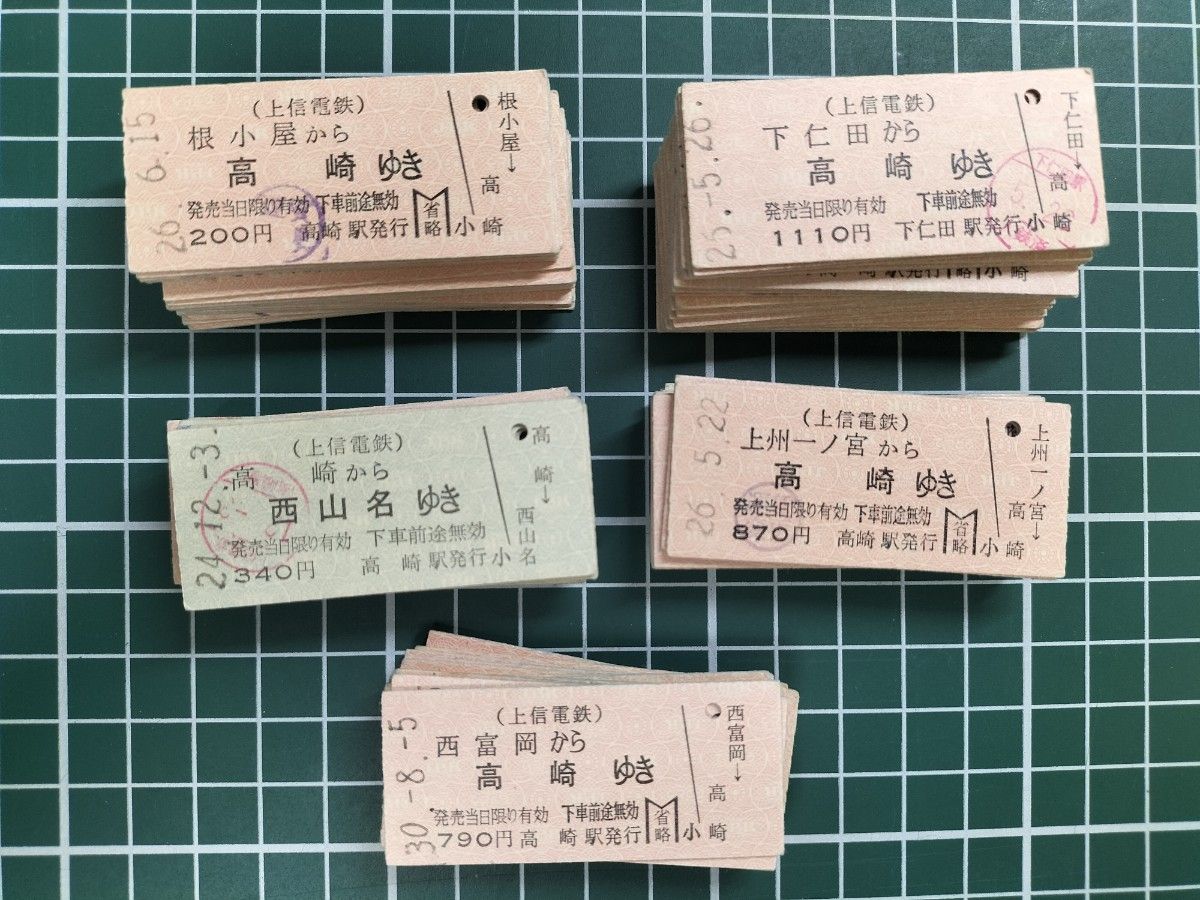 26.-6.15
(上信電鉄)
根小屋から
高崎ゆき
発売当日限り有効 下車前途無効
200円 高崎駅発行
省略
小
根小屋→高崎
26.-5.26.
(上信電鉄)
下仁田から
高崎ゆき
発売当日限り有効 下車前途無効
1110円 下仁田駅発行
小
下仁田→高崎
24.12.-3.
(上信電鉄)
高崎から
西山名ゆき
発売当日限り有効 下車前途無効
340円 高崎駅発行
小
高崎→西山名
26.-5.22
(上信電鉄)
上州一ノ宮から
高崎ゆき
発売当日限り有効 下車前途無効
870円 高崎駅発行
省略
小
上州一ノ宮→高崎
30.-8.-5
(上信電鉄)
西富岡から
高崎ゆき
発売当日限り有効 下車前途無効
790円 高崎駅発行
省略
小
西富岡→高崎